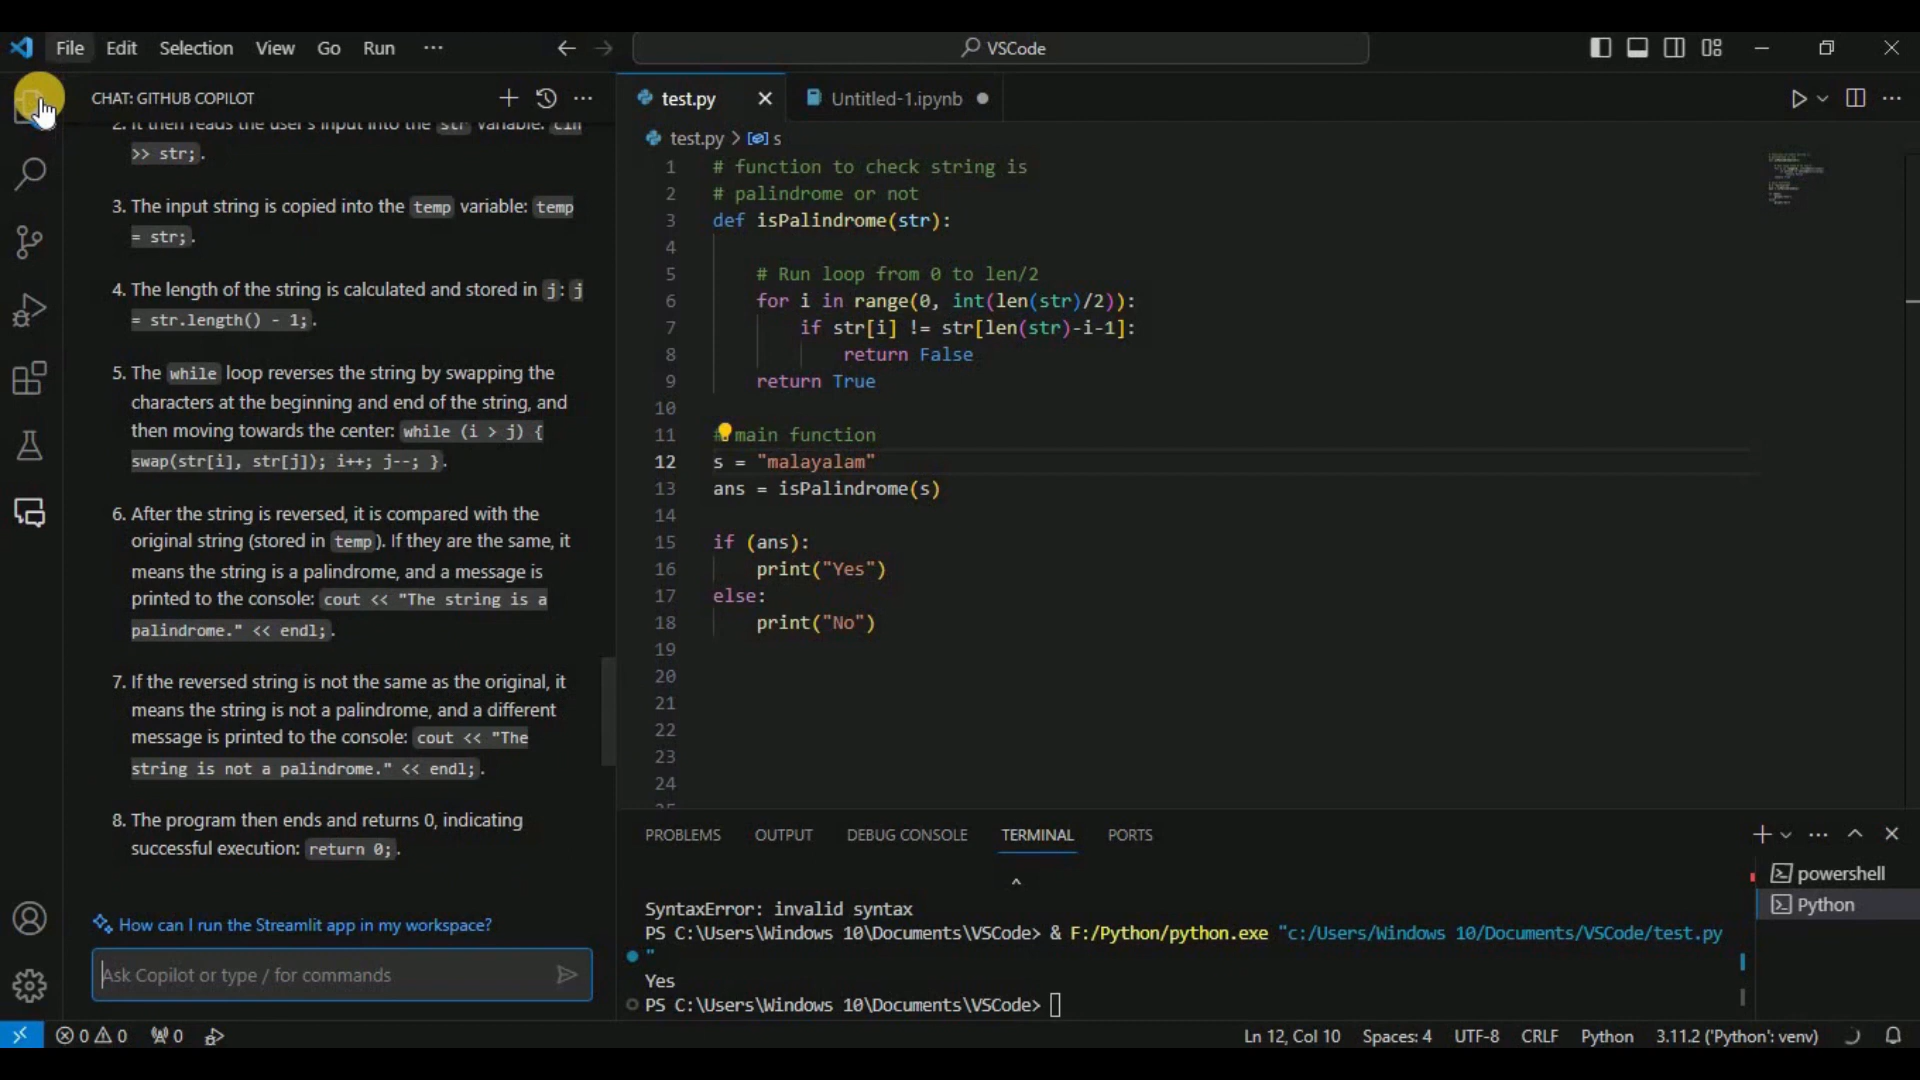 File Edit Selection View Go Run ···
VSCode
CHAT: GITHUB COPILOT
2. It then reads the user's input into the str variable: cin
>> str;.
3. The input string is copied into the temp variable: temp
= str;.
4. The length of the string is calculated and stored in j: j
= str.length() - 1;.
5. The while loop reverses the string by swapping the
characters at the beginning and end of the string, and
then moving towards the center: while (i > j) {
swap(str[i], str[j]); i++; j--; }.
6. After the string is reversed, it is compared with the
original string (stored in temp). If they are the same, it
means the string is a palindrome, and a message is
printed to the console: cout << "The string is a
palindrome." << endl;.
7. If the reversed string is not the same as the original, it
means the string is not a palindrome, and a different
message is printed to the console: cout << "The
string is not a palindrome." << endl;.
8. The program then ends and returns 0, indicating
successful execution: return 0;.
How can I run the Streamlit app in my workspace?
Ask Copilot or type / for commands
test.py Untitled-1.ipynb
test.py > s
1 # function to check string is
2 # palindrome or not
3 def isPalindrome(str):
4
5 # Run loop from 0 to len/2
6 for i in range(0, int(len(str)/2)):
7 if str[i] != str[len(str)-i-1]:
8 return False
9 return True
10
11 # main function
12 s = "malayalam"
13 ans = isPalindrome(s)
14
15 if (ans):
16 print("Yes")
17 else:
18 print("No")
19
20
21
22
23
24
PROBLEMS OUTPUT DEBUG CONSOLE TERMINAL PORTS
^
SyntaxError: invalid syntax
PS C:\Users\Windows 10\Documents\VSCode> & F:/Python/python.exe "c:/Users/Windows 10/Documents/VSCode/test.py
"
Yes
PS C:\Users\Windows 10\Documents\VSCode>
powershell
Python
0 0 0 Ln 12, Col 10 Spaces: 4 UTF-8 CRLF Python 3.11.2 ('Python': venv)